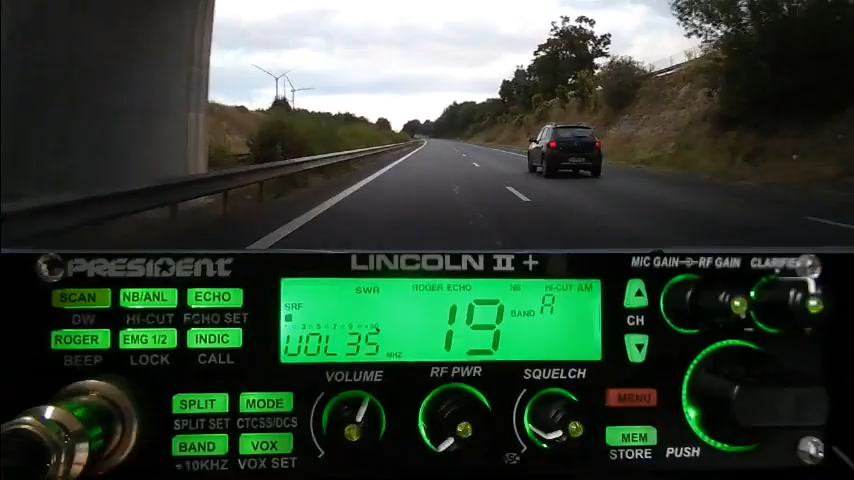 PRESIDENT LINCOLN II + MIC GAIN RF GAIN CLARIFIER
SCAN NB/ANL ECHO
DW HI-CUT ECHO SET
ROGER EMG 1/2 INDIC
BEEP LOCK CALL
SWR ROGER ECHO NB HI-CUT AM
SRF
19 BAND A
VOL35 MHZ
CH
VOLUME RF PWR SQUELCH
SPLIT MODE
SPLIT SET CTCSS/DCS
BAND VOX
±10KHZ VOX SET
ASC
MENU
MEM
STORE PUSH